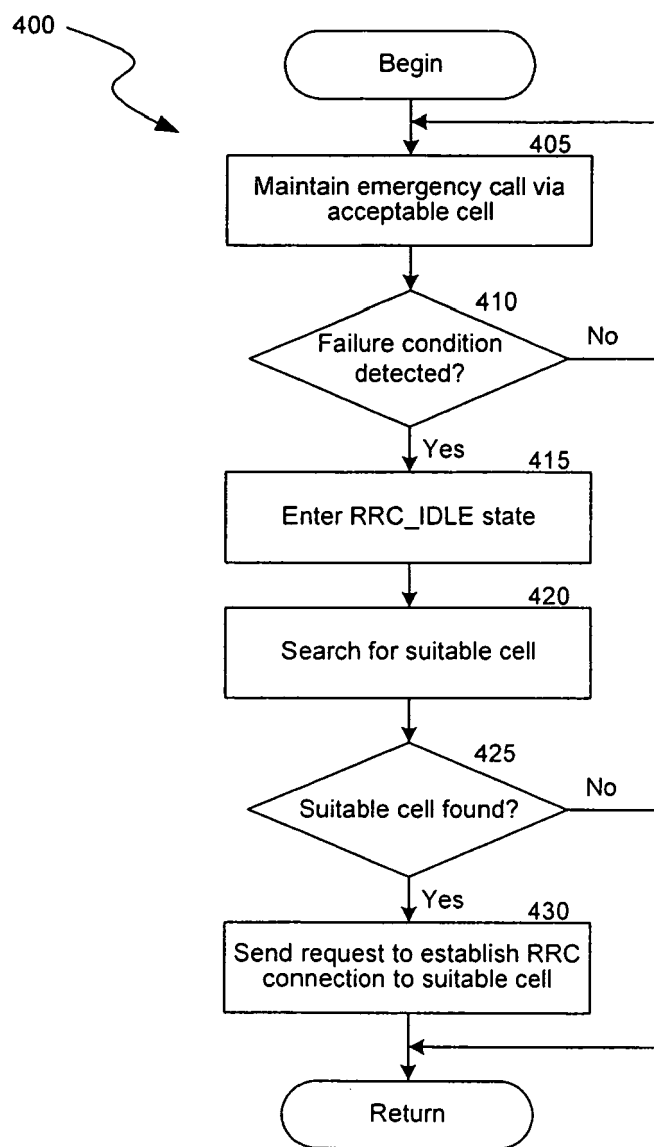 400
Begin
405
Maintain emergency call via
acceptable cell
410
Failure condition
detected?
No
Yes
415
Enter RRC_IDLE state
420
Search for suitable cell
425
Suitable cell found?
No
Yes
430
Send request to establish RRC
connection to suitable cell
Return